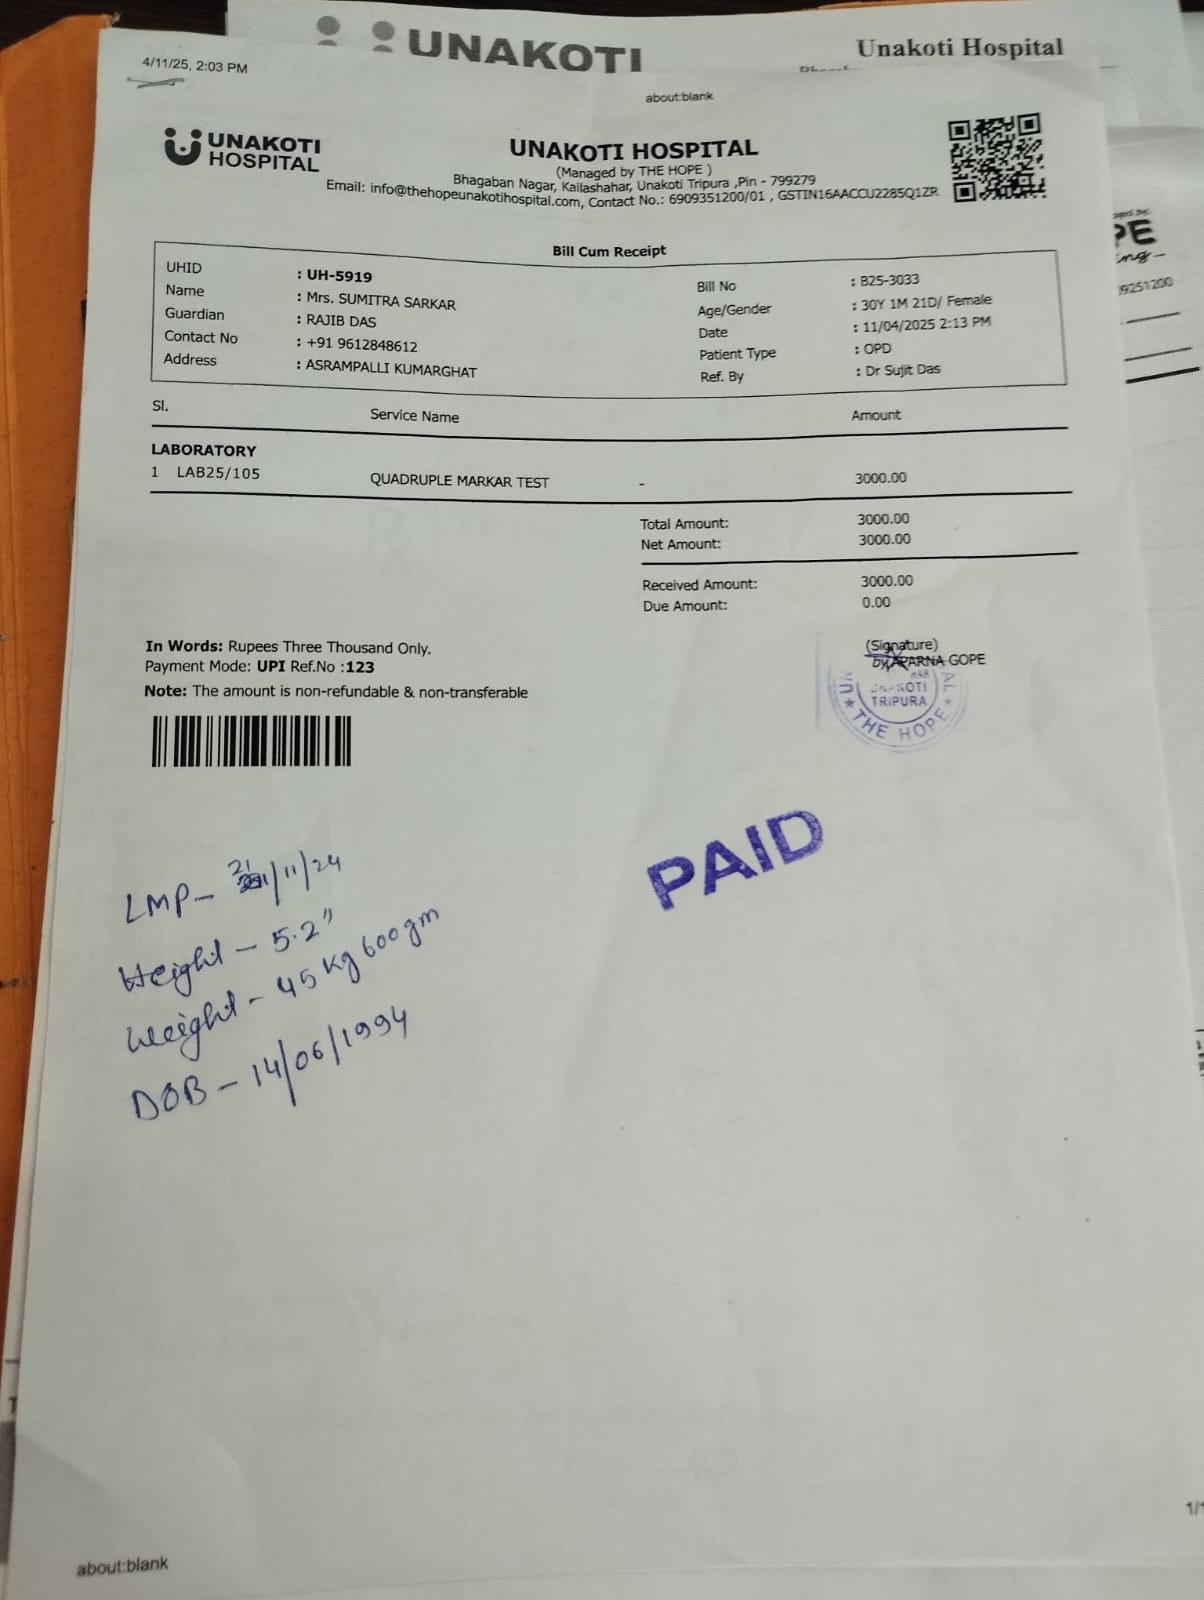 UNAKOTI
Unakoti Hospital
4/11/25, 2:03 PM
about:blank
UNAKOTI
HOSPITAL
UNAKOTI HOSPITAL
(Managed by THE HOPE )
Bhagaban Nagar, Kailashahar, Unakoti Tripura ,Pin - 799279
Email: info@thehopeunakotihospital.com, Contact No.: 6909351200/01 , GSTIN16AACCU2285Q1ZR
Bill Cum Receipt
UHID : UH-5919 Bill No : B25-3033
Name : Mrs. SUMITRA SARKAR Age/Gender : 30Y 1M 21D/ Female
Guardian : RAJIB DAS Date : 11/04/2025 2:13 PM
Contact No : +91 9612848612 Patient Type : OPD
Address : ASRAMPALLI KUMARGHAT Ref. By : Dr Sujit Das
Sl. Service Name Amount
LABORATORY
1 LAB25/105 QUADRUPLE MARKAR TEST - 3000.00
Total Amount: 3000.00
Net Amount: 3000.00
Received Amount: 3000.00
Due Amount: 0.00
In Words: Rupees Three Thousand Only.
Payment Mode: UPI Ref.No :123
Note: The amount is non-refundable & non-transferable
(Signature)
by APARNA GOPE
TRIPURA
THE HOPE
PAID
LMP - 21/11/24
Height - 5.2"
Weight - 45 kg 600 gm
DOB - 14/06/1994
1/1
about:blank